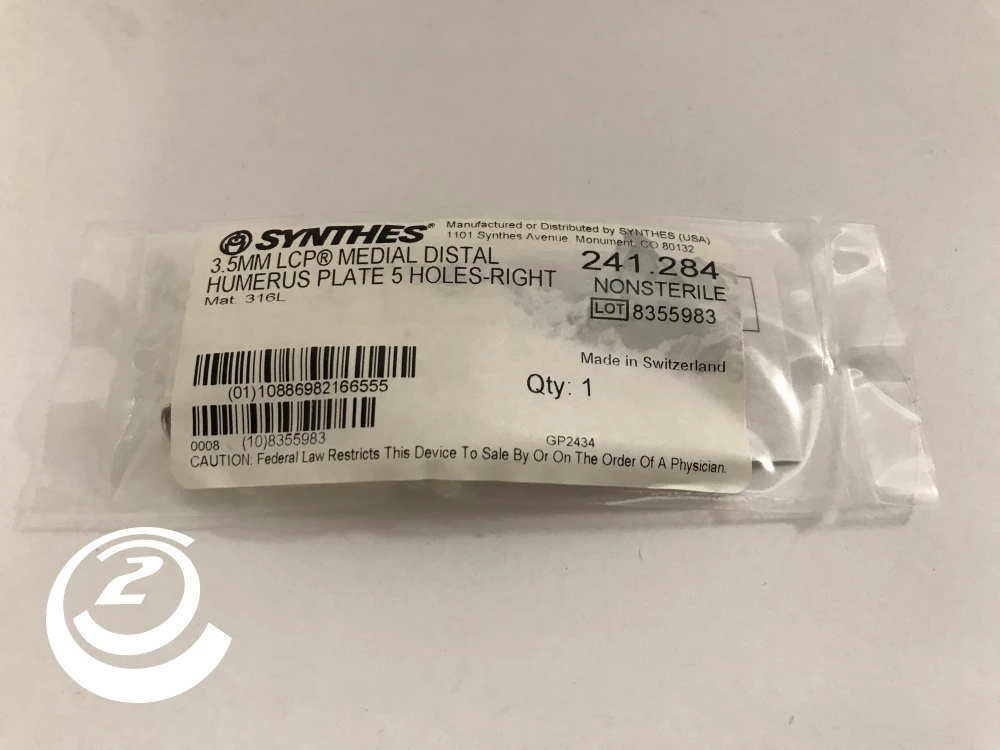 SYNTHES®
Manufactured or Distributed by SYNTHES (USA)
1101 Synthes Avenue, Monument, CO 80132
3.5MM LCP® MEDIAL DISTAL
HUMERUS PLATE 5 HOLES-RIGHT
Mat. 316L
241.284
NONSTERILE
LOT 8355983
Made in Switzerland
Qty: 1
(01)10886982166555
0008 (10)8355983
GP2434
CAUTION: Federal Law Restricts This Device To Sale By Or On The Order Of A Physician.
2